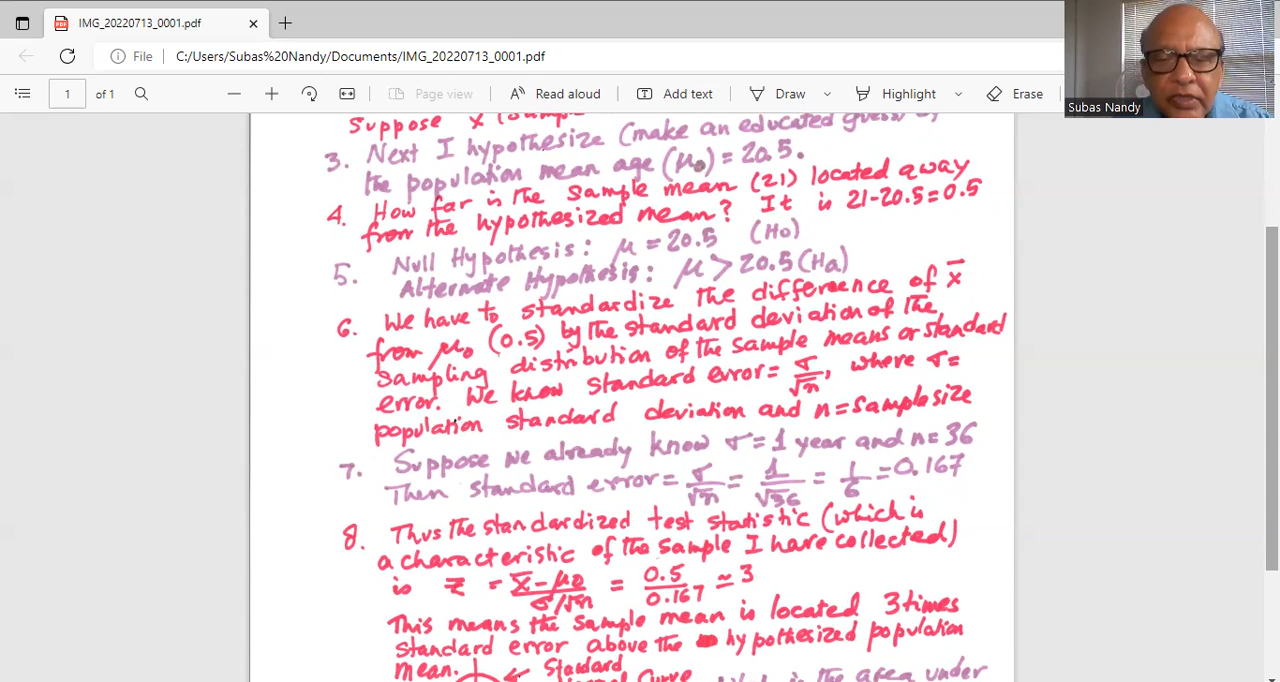 IMG_20220713_0001.pdf
File C:/Users/Subas%20Nandy/Documents/IMG_20220713_0001.pdf
1 of 1 Page view Read aloud Add text Draw Highlight Erase
Subas Nandy
Suppose x
3. Next I hypothesize (make an educated guess
the population mean age (μ0) = 20.5.
4. How far is the sample mean (21) located away
from the hypothesized mean? It is 21-20.5=0.5
5. Null Hypothesis: μ = 20.5 (H0)
Alternate Hypothesis: μ > 20.5 (Ha)
6. We have to standardize the difference of x̄
from μ0 (0.5) by the standard deviation of the
sampling distribution of the sample means or standard
error. We know standard error = σ/√n, where σ =
population standard deviation and n = sample size
7. Suppose we already know σ = 1 year and n = 36
Then standard error = σ/√n = 1/√36 = 1/6 = 0.167
8. Thus the standardized test statistic (which is
a characteristic of the sample I have collected)
is z = x̄-μ0/σ/√n = 0.5/0.167 ≃ 3
This means the sample mean is located 3 times
standard error above the hypothesized population
mean. ← Standard
Curve is the area under